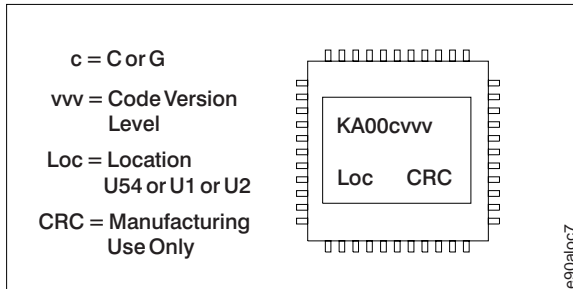 c = C or G
vvv = Code Version
Level
Loc = Location
U54 or U1 or U2
CRC = Manufacturing
Use Only
KA00cvvv
Loc CRC
e90aloc7